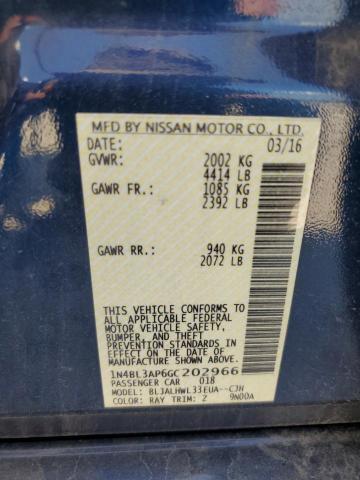 MFD BY NISSAN MOTOR CO., LTD.
DATE: 03/16
GVWR: 2002 KG
4414 LB
GAWR FR.: 1085 KG
2392 LB
GAWR RR.: 940 KG
2072 LB
THIS VEHICLE CONFORMS TO ALL
APPLICABLE FEDERAL
MOTOR VEHICLE SAFETY,
BUMPER, AND THEFT
PREVENTION STANDARDS IN
EFFECT ON THE DATE OF
MANUFACTURE SHOWN ABOVE.
1N4BL3AP6GC202966
PASSENGER CAR 018
MODEL: BLJALHWL33EUA--CJH
COLOR: RAY TRIM: Z 9N00A